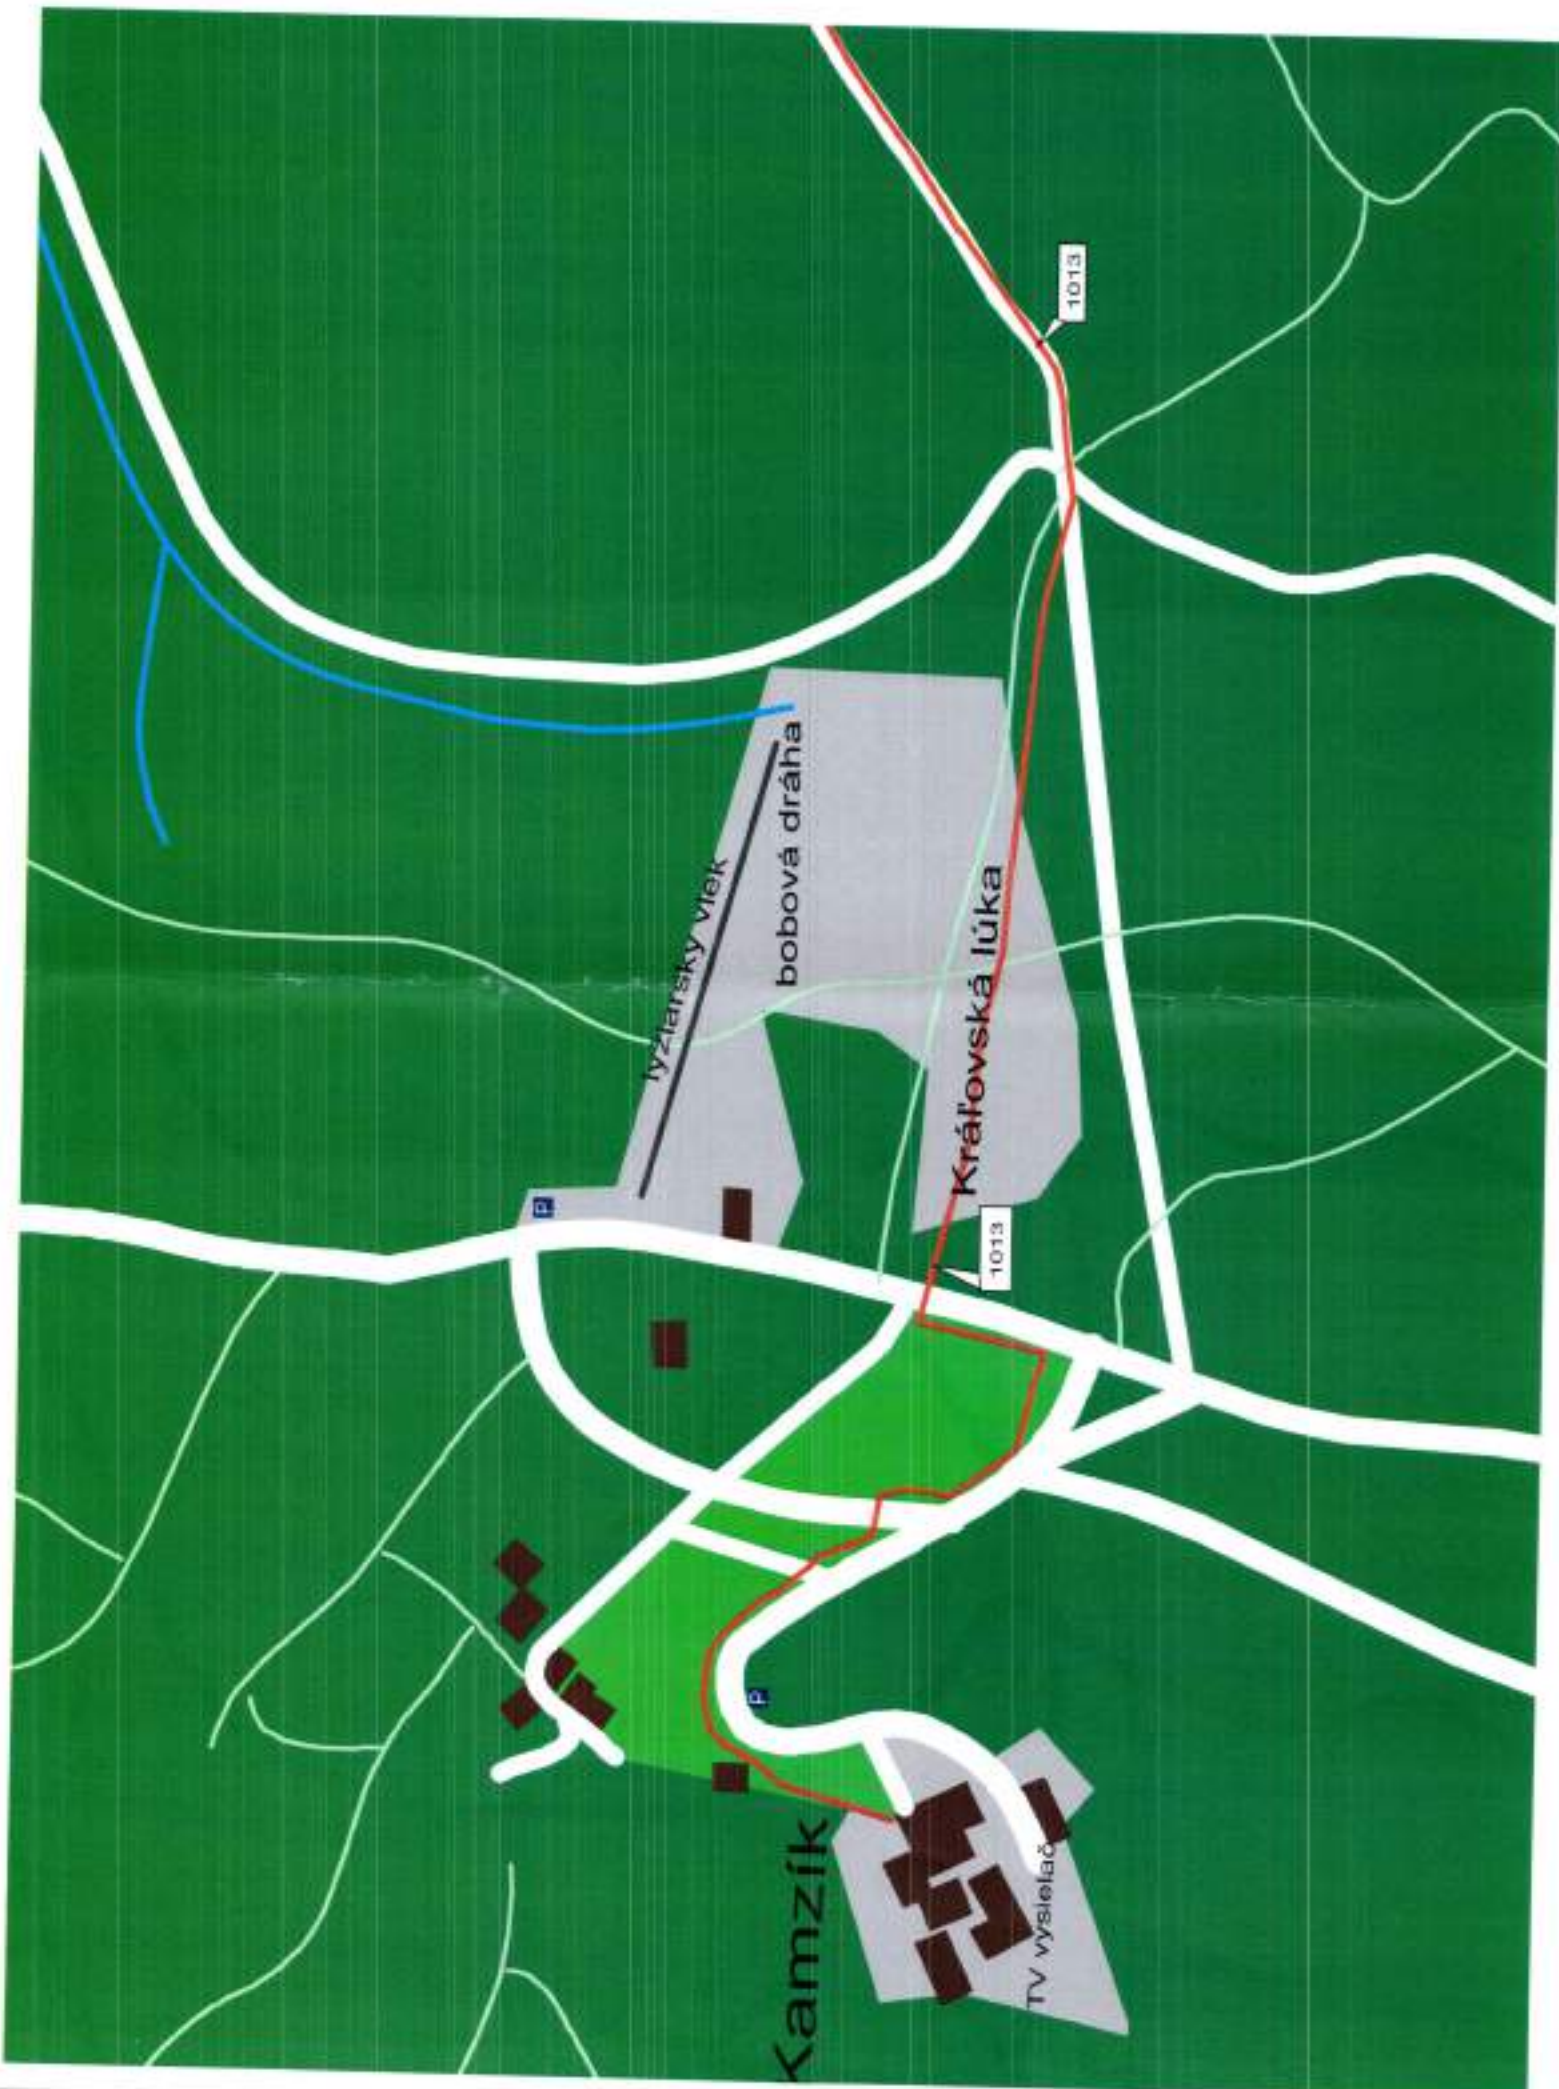 1013
lyžiarsky vlek
bobová dráha
Kráľovská lúka
1013
P
P
Kamzík
TV vysielač